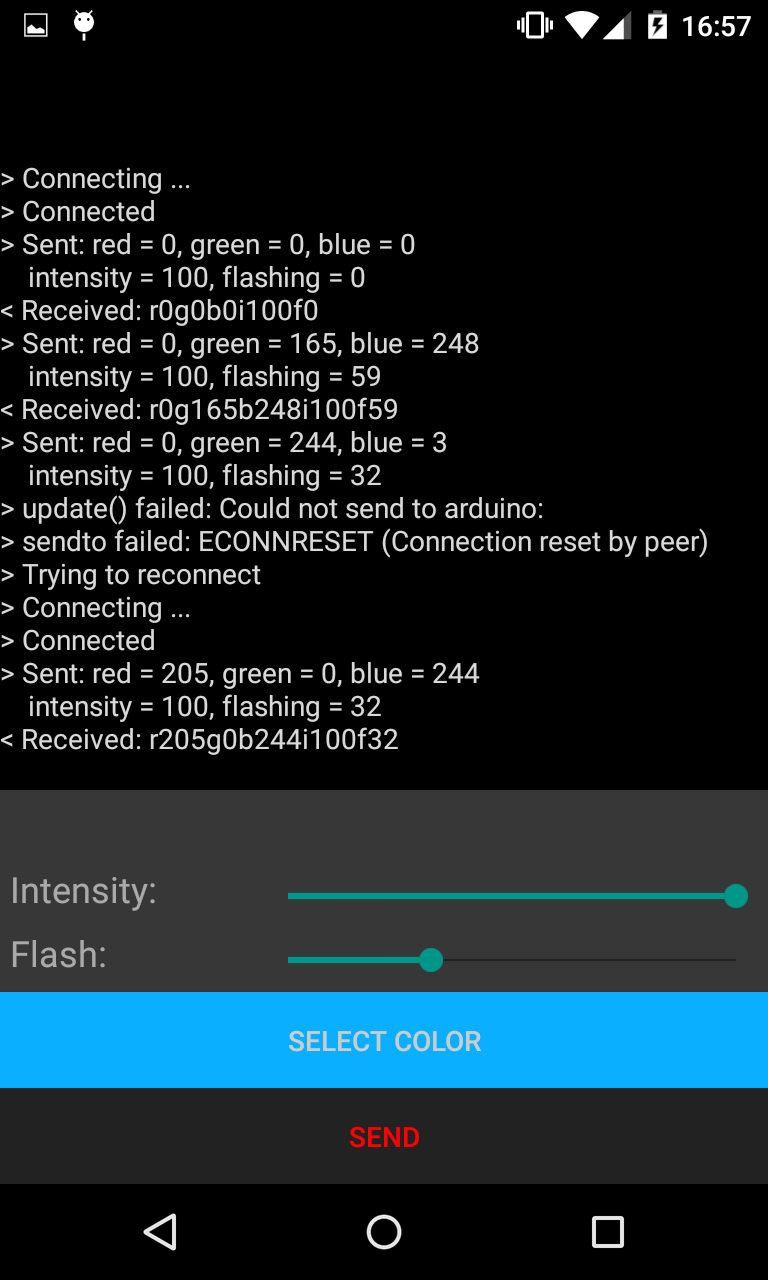 16:57
> Connecting ...
> Connected
> Sent: red = 0, green = 0, blue = 0
intensity = 100, flashing = 0
< Received: r0g0b0i100f0
> Sent: red = 0, green = 165, blue = 248
intensity = 100, flashing = 59
< Received: r0g165b248i100f59
> Sent: red = 0, green = 244, blue = 3
intensity = 100, flashing = 32
> update() failed: Could not send to arduino:
> sendto failed: ECONNRESET (Connection reset by peer)
> Trying to reconnect
> Connecting ...
> Connected
> Sent: red = 205, green = 0, blue = 244
intensity = 100, flashing = 32
< Received: r205g0b244i100f32
Intensity:
Flash:
SELECT COLOR
SEND